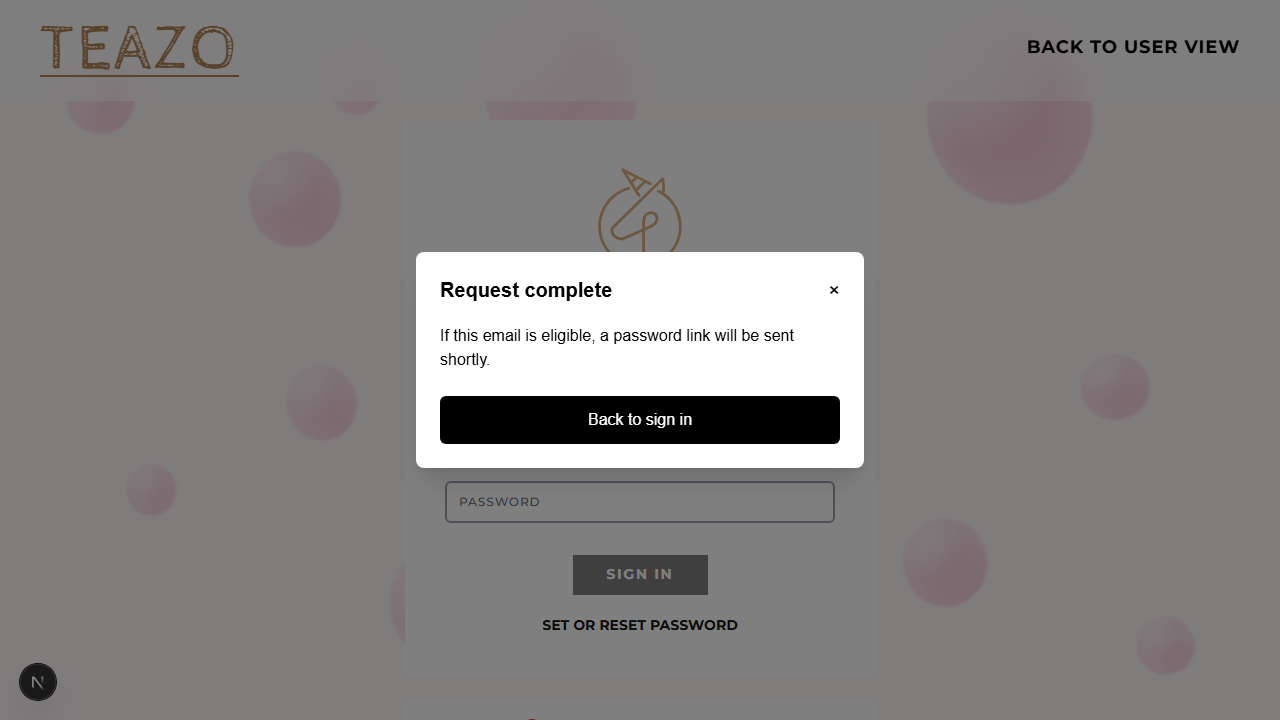 TEAZO
BACK TO USER VIEW
Request complete
×
If this email is eligible, a password link will be sent
shortly.
Back to sign in
PASSWORD
SIGN IN
SET OR RESET PASSWORD
N